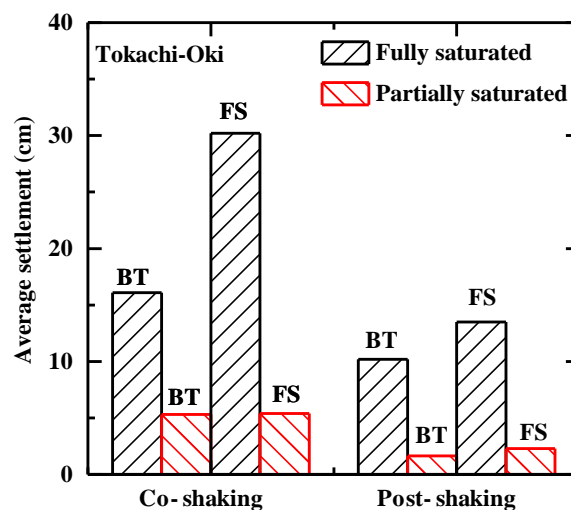 40
Tokachi-Oki
Fully saturated
Partially saturated
30
20
10
0
Average settlement (cm)
BT
BT
FS
FS
BT
BT
FS
FS
Co- shaking
Post- shaking